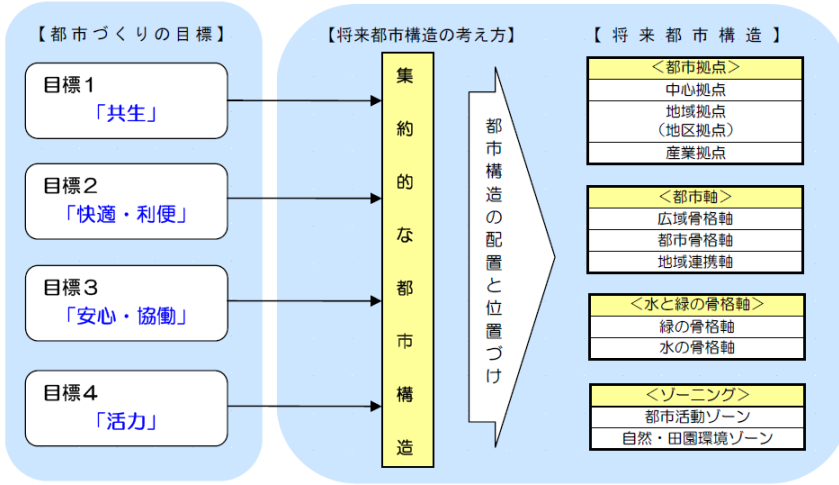 【都市づくりの目標】
目標１
「共生」
目標２
「快適・利便」
目標３
「安心・協働」
目標４
「活力」
【将来都市構造の考え方】
集約的な都市構造
都市構造の配置と位置づけ
【将来都市構造】
＜都市拠点＞
中心拠点
地域拠点
（地区拠点）
産業拠点
＜都市軸＞
広域骨格軸
都市骨格軸
地域連携軸
＜水と緑の骨格軸＞
緑の骨格軸
水の骨格軸
＜ゾーニング＞
都市活動ゾーン
自然・田園環境ゾーン